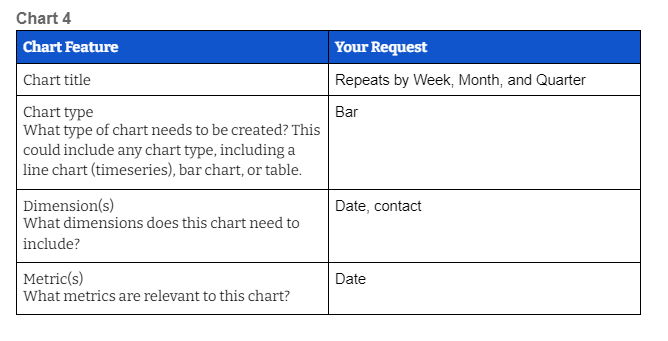 Chart 4
Chart Feature
Your Request
Chart title
Repeats by Week, Month, and Quarter
Chart type
What type of chart needs to be created? This
could include any chart type, including a
line chart (timeseries), bar chart, or table.
Bar
Dimension(s)
What dimensions does this chart need to
include?
Date, contact
Metric(s)
What metrics are relevant to this chart?
Date